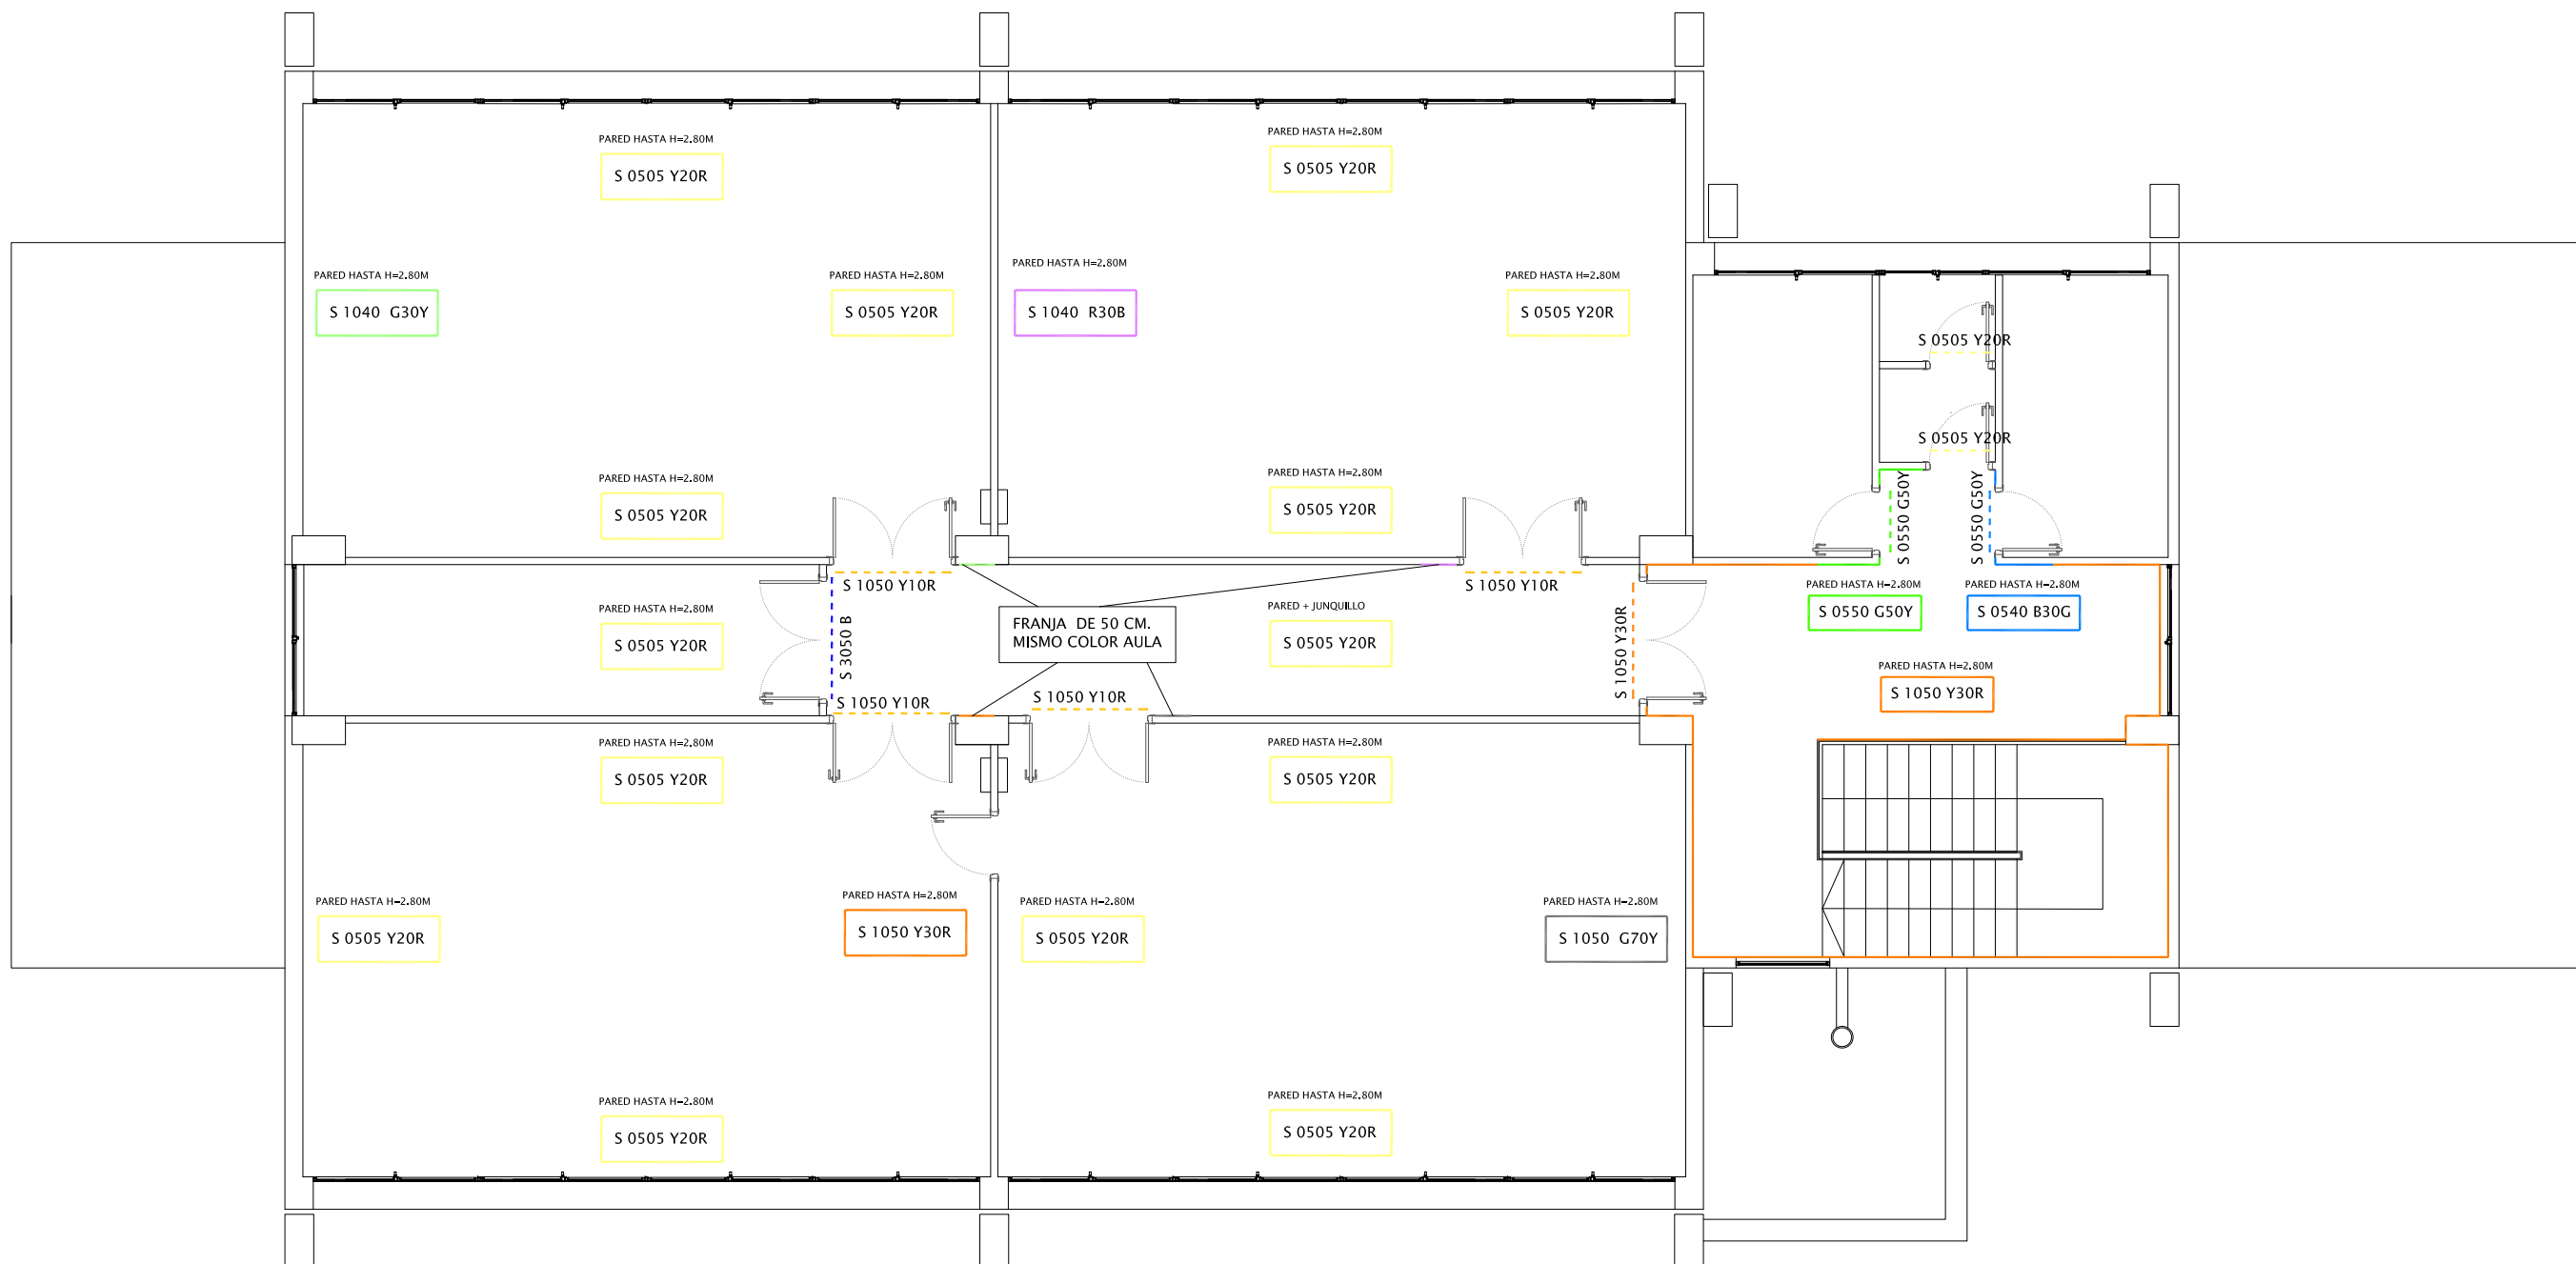 PARED HASTA H=2.80M
S 0505 Y20R
PARED HASTA H=2.80M
S 0505 Y20R
PARED HASTA H=2.80M
S 1040  G30Y
PARED HASTA H=2.80M
S 0505 Y20R
PARED HASTA H=2.80M
S 1040  R30B
PARED HASTA H=2.80M
S 0505 Y20R
S 0505 Y20R
S 0505 Y20R
PARED HASTA H=2.80M
S 0505 Y20R
PARED HASTA H=2.80M
S 0505 Y20R
S 0550 G50Y
S 0550 G50Y
S 1050 Y10R
S 1050 Y10R
PARED HASTA H=2.80M
S 0505 Y20R
S 3050 B
FRANJA  DE 50 CM.
MISMO COLOR AULA
PARED + JUNQUILLO
S 0505 Y20R
S 1050 Y30R
PARED HASTA H=2.80M
S 0550 G50Y
PARED HASTA H=2.80M
S 0540 B30G
PARED HASTA H=2.80M
S 1050 Y30R
S 1050 Y10R
S 1050 Y10R
PARED HASTA H=2.80M
S 0505 Y20R
PARED HASTA H=2.80M
S 0505 Y20R
PARED HASTA H=2.80M
S 0505 Y20R
PARED HASTA H=2.80M
S 1050 Y30R
PARED HASTA H=2.80M
S 0505 Y20R
PARED HASTA H=2.80M
S 1050  G70Y
PARED HASTA H=2.80M
S 0505 Y20R
PARED HASTA H=2.80M
S 0505 Y20R